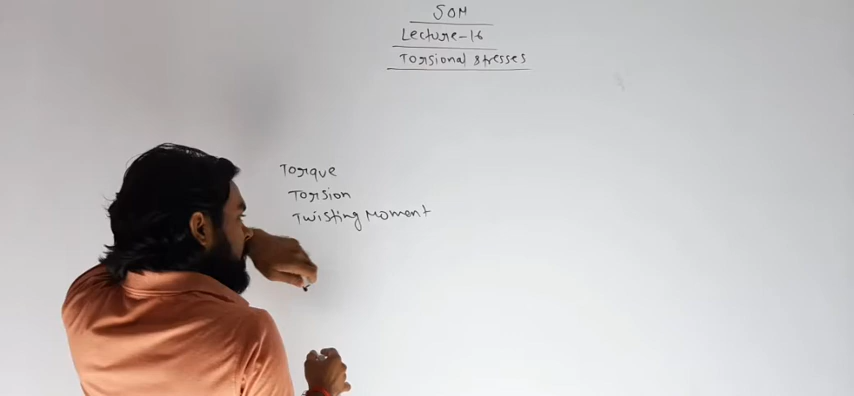 SOM
Lecture-16
Torsional stresses
Torque
Torsion
Twisting Moment